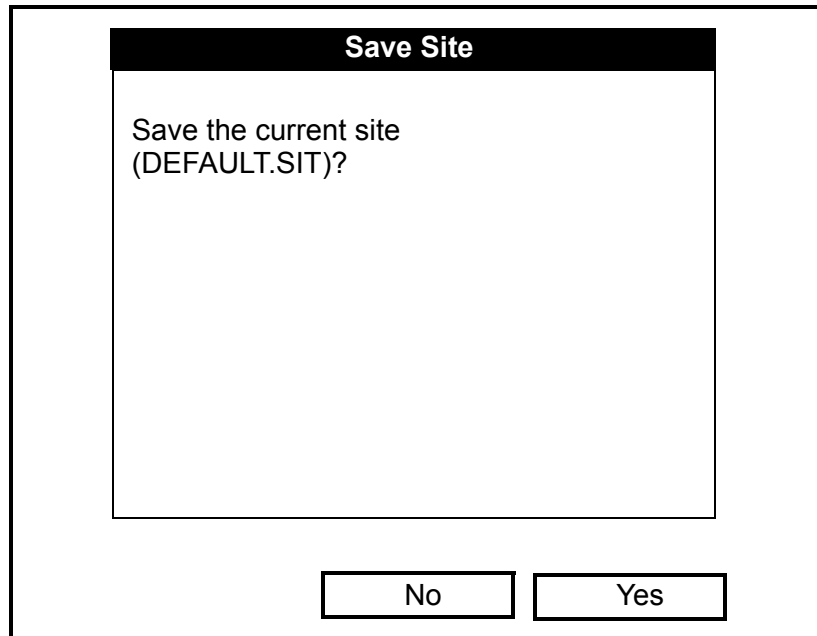 Save Site
Save the current site
(DEFAULT.SIT)?
No
Yes